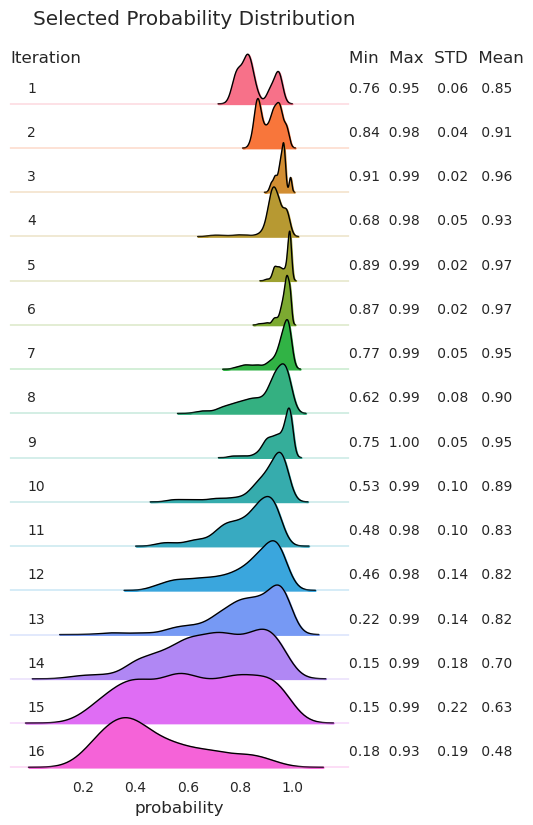 Selected Probability Distribution
Iteration Min Max STD Mean
1 0.76 0.95 0.06 0.85
2 0.84 0.98 0.04 0.91
3 0.91 0.99 0.02 0.96
4 0.68 0.98 0.05 0.93
5 0.89 0.99 0.02 0.97
6 0.87 0.99 0.02 0.97
7 0.77 0.99 0.05 0.95
8 0.62 0.99 0.08 0.90
9 0.75 1.00 0.05 0.95
10 0.53 0.99 0.10 0.89
11 0.48 0.98 0.10 0.83
12 0.46 0.98 0.14 0.82
13 0.22 0.99 0.14 0.82
14 0.15 0.99 0.18 0.70
15 0.15 0.99 0.22 0.63
16 0.18 0.93 0.19 0.48
0.2 0.4 0.6 0.8 1.0
probability